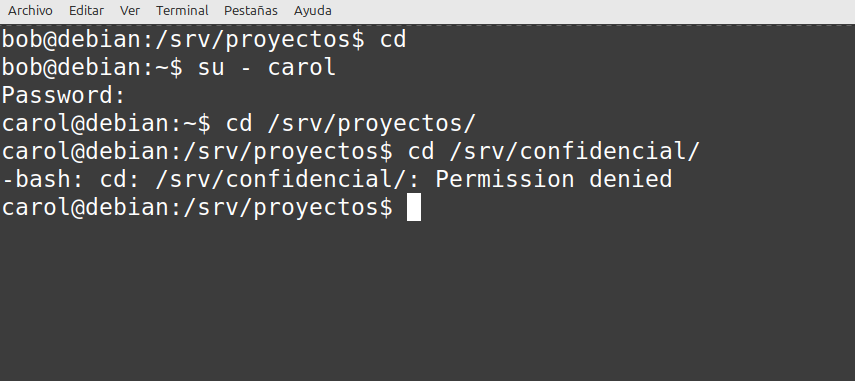 Archivo Editar Ver Terminal Pestañas Ayuda
bob@debian:/srv/proyectos$ cd
bob@debian:~$ su - carol
Password:
carol@debian:~$ cd /srv/proyectos/
carol@debian:/srv/proyectos$ cd /srv/confidencial/
-bash: cd: /srv/confidencial/: Permission denied
carol@debian:/srv/proyectos$